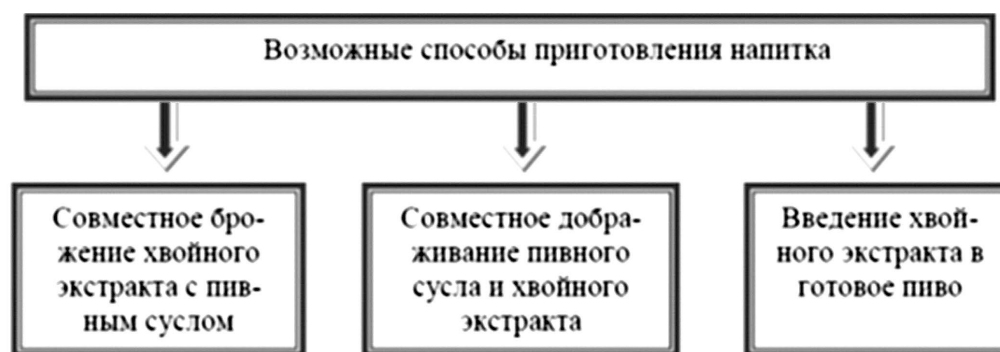 Возможные способы приготовления напитка
Совместное бро-
жение хвойного
экстракта с пив-
ным суслом
Совместное дображ-
живание пивного
сусла и хвойного
экстракта
Введение хвой-
ного экстракта в
готовое пиво